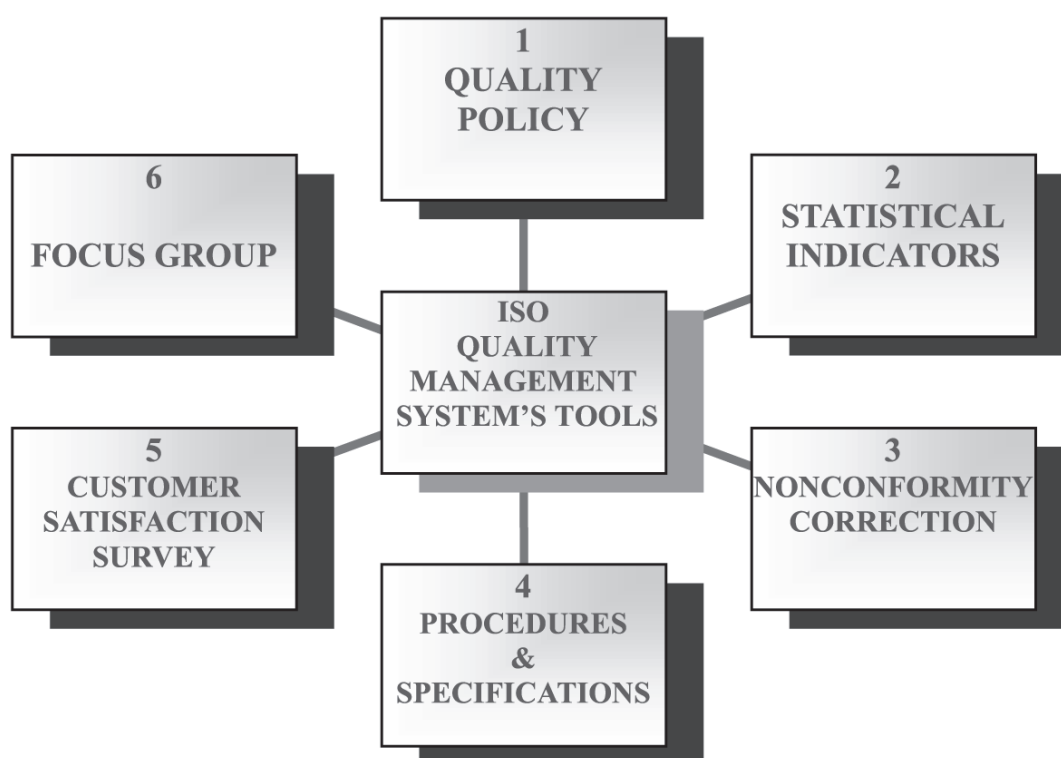 1
QUALITY
POLICY
2
STATISTICAL
INDICATORS
3
NONCONFORMITY
CORRECTION
4
PROCEDURES
&
SPECIFICATIONS
5
CUSTOMER
SATISFACTION
SURVEY
6
FOCUS GROUP
ISO
QUALITY
MANAGEMENT
SYSTEM’S TOOLS